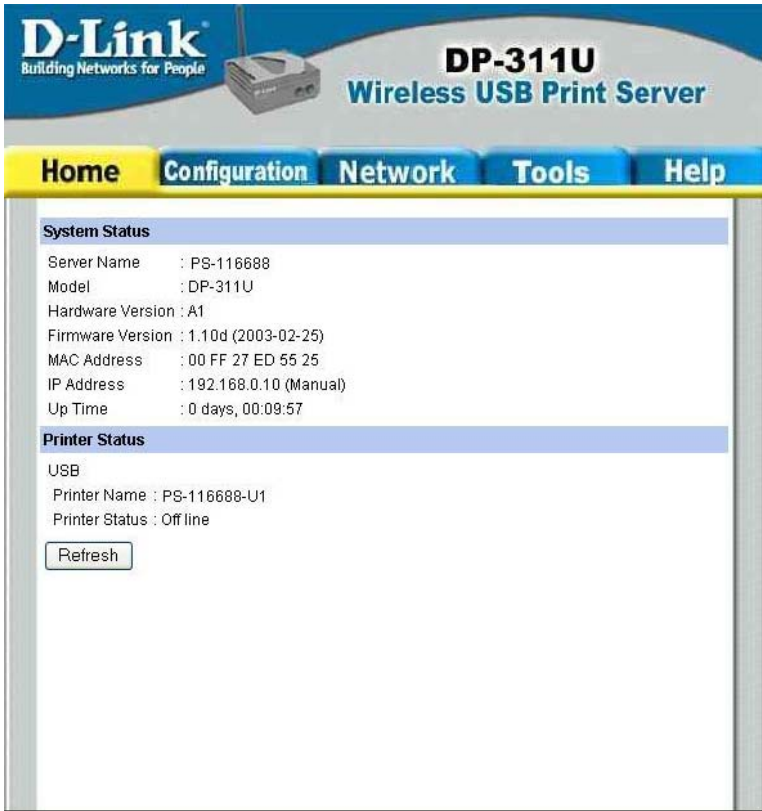 D-Link
Building Networks for People
DP-311U
Wireless USB Print Server
Home Configuration Network Tools Help
System Status
Server Name : PS-116688
Model : DP-311U
Hardware Version : A1
Firmware Version : 1.10d (2003-02-25)
MAC Address : 00 FF 27 ED 55 25
IP Address : 192.168.0.10 (Manual)
Up Time : 0 days, 00:09:57
Printer Status
USB
Printer Name : PS-116688-U1
Printer Status : Off line
Refresh